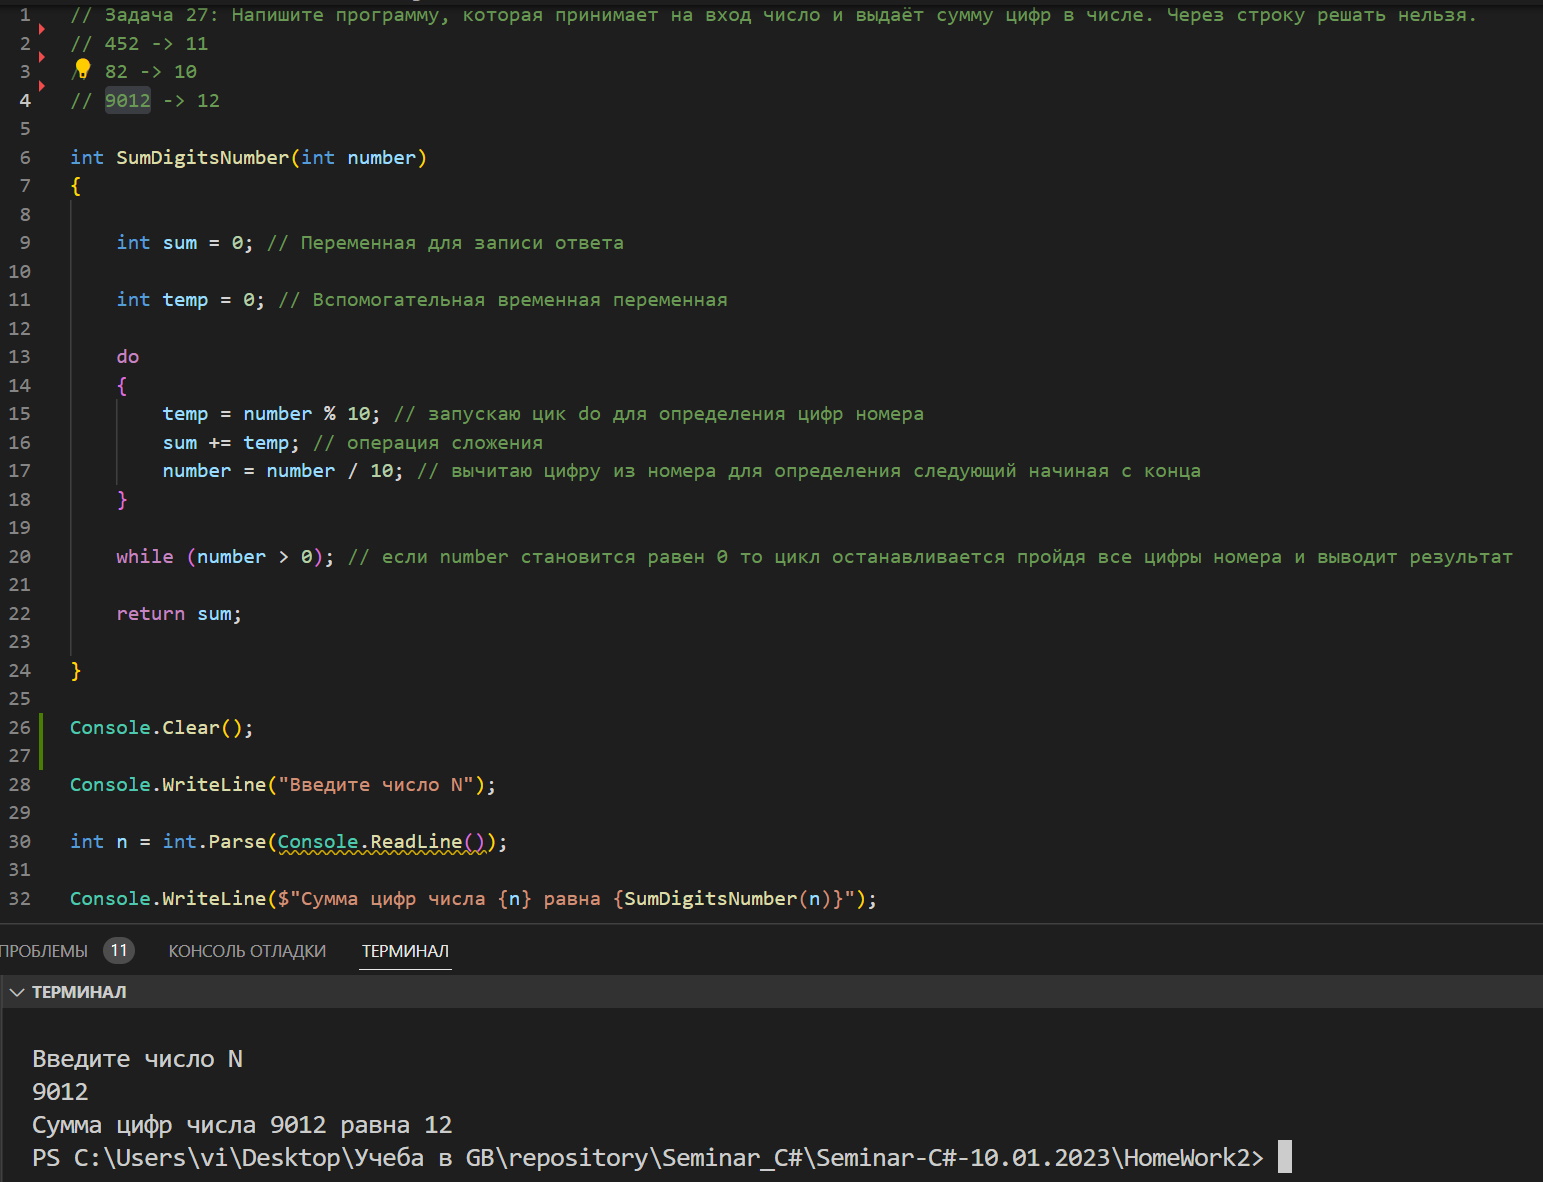 1 // Задача 27: Напишите программу, которая принимает на вход число и выдаёт сумму цифр в числе. Через строку решать нельзя.
2 // 452 -> 11
3 // 82 -> 10
4 // 9012 -> 12
5
6 int SumDigitsNumber(int number)
7 {
8
9 int sum = 0; // Переменная для записи ответа
10
11 int temp = 0; // Вспомогательная временная переменная
12
13 do
14 {
15 temp = number % 10; // запускаю цик do для определения цифр номера
16 sum += temp; // операция сложения
17 number = number / 10; // вычитаю цифру из номера для определения следующий начиная с конца
18 }
19
20 while (number > 0); // если number становится равен 0 то цикл останавливается пройдя все цифры номера и выводит результат
21
22 return sum;
23
24 }
25
26 Console.Clear();
27
28 Console.WriteLine("Введите число N");
29
30 int n = int.Parse(Console.ReadLine());
31
32 Console.WriteLine($"Сумма цифр числа {n} равна {SumDigitsNumber(n)}");
ПРОБЛЕМЫ 11 КОНСОЛЬ ОТЛАДКИ ТЕРМИНАЛ
ТЕРМИНАЛ
Введите число N
9012
Сумма цифр числа 9012 равна 12
PS C:\Users\vi\Desktop\Учеба в GB\repository\Seminar_C#\Seminar-C#-10.01.2023\HomeWork2>